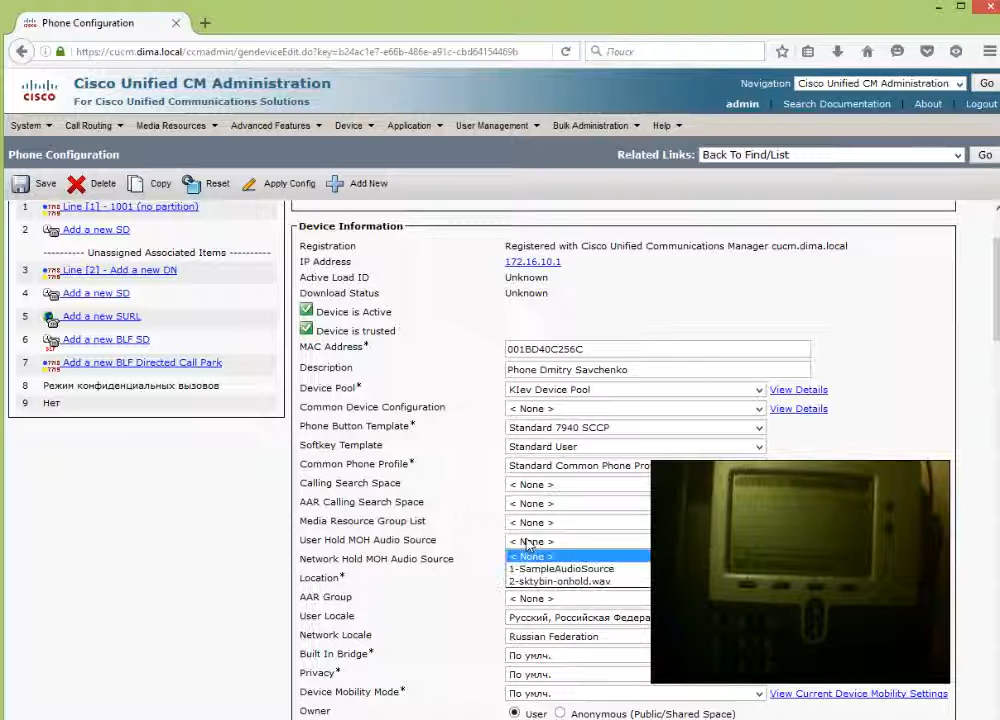 Phone Configuration
https://cucm.dima.local/ccmadmin/gendeviceEdit.do?key=b24ac1e7-e66b-486e-a91c-cbd64154469b
Поиск
CISCO
Cisco Unified CM Administration
For Cisco Unified Communications Solutions
Navigation Cisco Unified CM Administration Go
admin Search Documentation About Logout
System Call Routing Media Resources Advanced Features Device Application User Management Bulk Administration Help
Phone Configuration
Related Links: Back To Find/List Go
Save Delete Copy Reset Apply Config Add New
1 Line [1] - 1001 (no partition)
2 Add a new SD
---------- Unassigned Associated Items ----------
3 Line [2] - Add a new DN
4 Add a new SD
5 Add a new SURL
6 Add a new BLF SD
7 Add a new BLF Directed Call Park
8 Режим конфиденциальных вызовов
9 Нет
Device Information
Registration Registered with Cisco Unified Communications Manager cucm.dima.local
IP Address 172.16.10.1
Active Load ID Unknown
Download Status Unknown
Device is Active
Device is trusted
MAC Address* 001BD40C256C
Description Phone Dmitry Savchenko
Device Pool* KIev Device Pool View Details
Common Device Configuration < None > View Details
Phone Button Template* Standard 7940 SCCP
Softkey Template Standard User
Common Phone Profile* Standard Common Phone Pro
Calling Search Space < None >
AAR Calling Search Space < None >
Media Resource Group List < None >
User Hold MOH Audio Source < None >
< None >
Network Hold MOH Audio Source
1-SampleAudioSource
Location*
2-sktybin-onhold.wav
AAR Group < None >
User Locale Русский, Российская Федера
Network Locale Russian Federation
Built In Bridge* По умлч.
Privacy* По умлч.
Device Mobility Mode* По умлч. View Current Device Mobility Settings
Owner User Anonymous (Public/Shared Space)